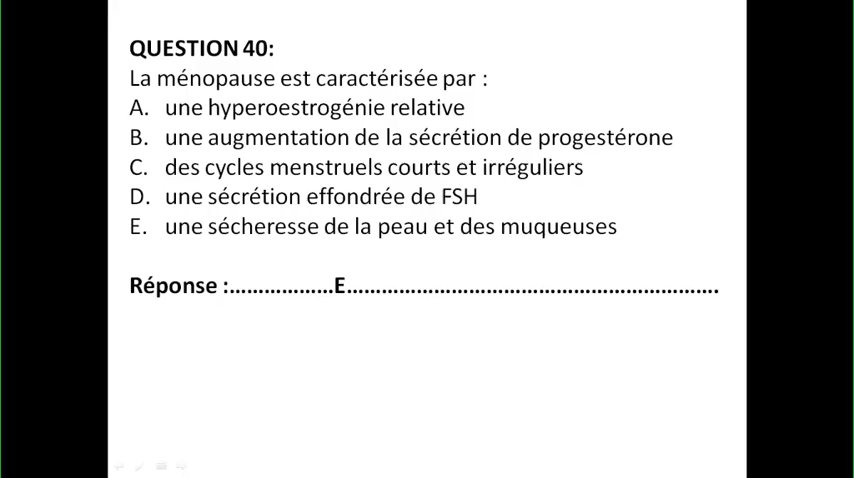 QUESTION 40:
La ménopause est caractérisée par :
A. une hyperoestrogénie relative
B. une augmentation de la sécrétion de progestérone
C. des cycles menstruels courts et irréguliers
D. une sécrétion effondrée de FSH
E. une sécheresse de la peau et des muqueuses
Réponse :..................E................................................................